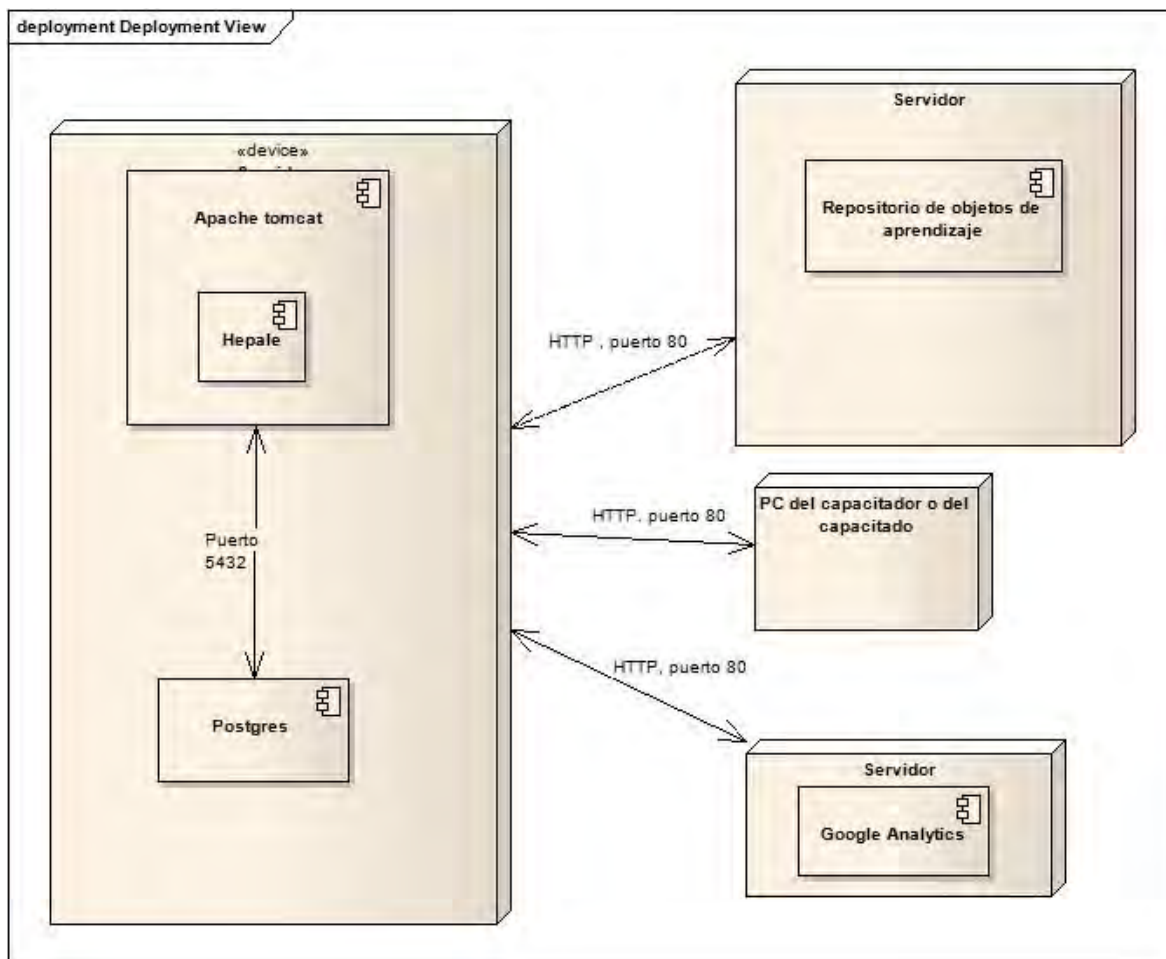 deployment Deployment View
«device»
Apache tomcat
Hepale
Puerto
5432
Postgres
HTTP , puerto 80
HTTP, puerto 80
HTTP, puerto 80
Servidor
Repositorio de objetos de
aprendizaje
PC del capacitador o del
capacitado
Servidor
Google Analytics